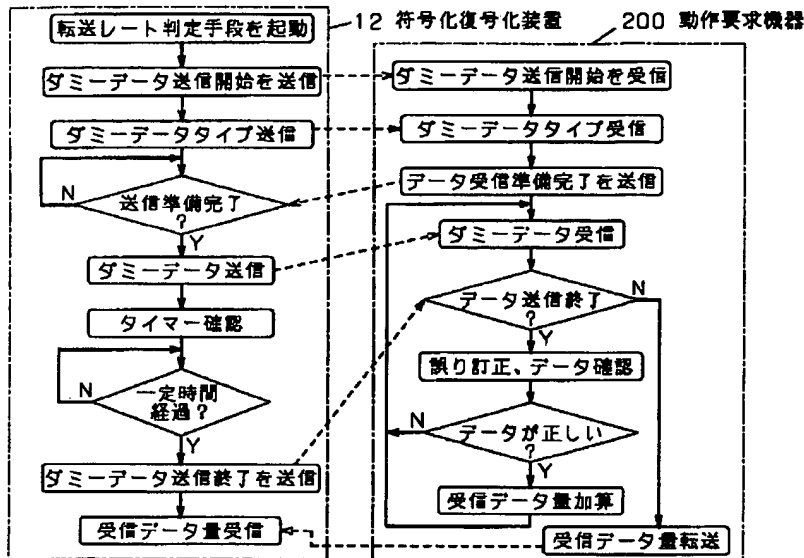 12 符号化復号化装置
転送レート判定手段を起動
ダミーデータ送信開始を送信
ダミーデータタイプ送信
N
送信準備完了
?
Y
ダミーデータ送信
タイマー確認
N
一定時間
経過?
Y
ダミーデータ送信終了を送信
受信データ量受信
200 動作要求機器
ダミーデータ送信開始を受信
ダミーデータタイプ受信
データ受信準備完了を送信
ダミーデータ受信
データ送信終了
?
N
Y
誤り訂正、データ確認
N
データが正しい
?
Y
受信データ量加算
受信データ量転送